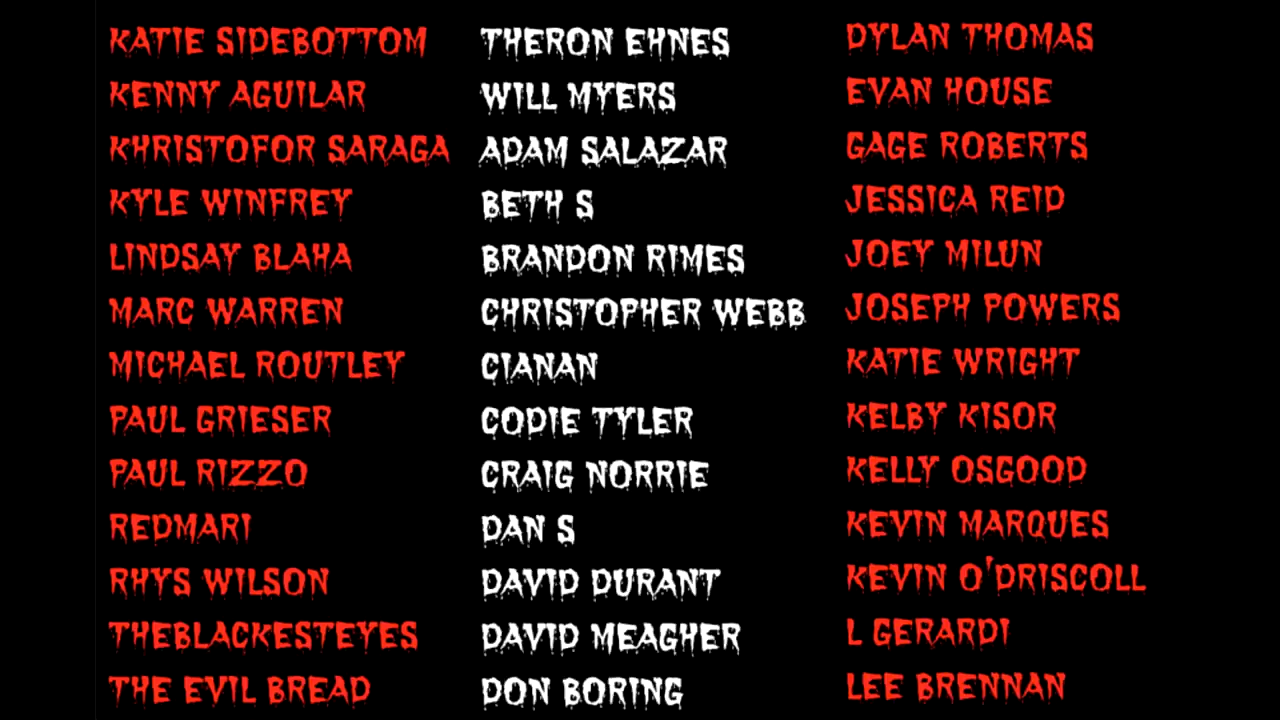 KATIE SIDEBOTTOM
KENNY AGUILAR
KHRISTOFOR SARAGA
KYLE WINFREY
LINDSAY BLAHA
MARC WARREN
MICHAEL ROUTLEY
PAUL GRIESER
PAUL RIZZO
REDMARI
RHYS WILSON
THEBLACKESTEYES
THE EVIL BREAD
THERON EHNES
WILL MYERS
ADAM SALAZAR
BETH S
BRANDON RIMES
CHRISTOPHER WEBB
CIANAN
CODIE TYLER
CRAIG NORRIE
DAN S
DAVID DURANT
DAVID MEAGHER
DON BORING
DYLAN THOMAS
EVAN HOUSE
GAGE ROBERTS
JESSICA REID
JOEY MILUN
JOSEPH POWERS
KATIE WRIGHT
KELBY KISOR
KELLY OSGOOD
KEVIN MARQUES
KEVIN O'DRISCOLL
L GERARDI
LEE BRENNAN